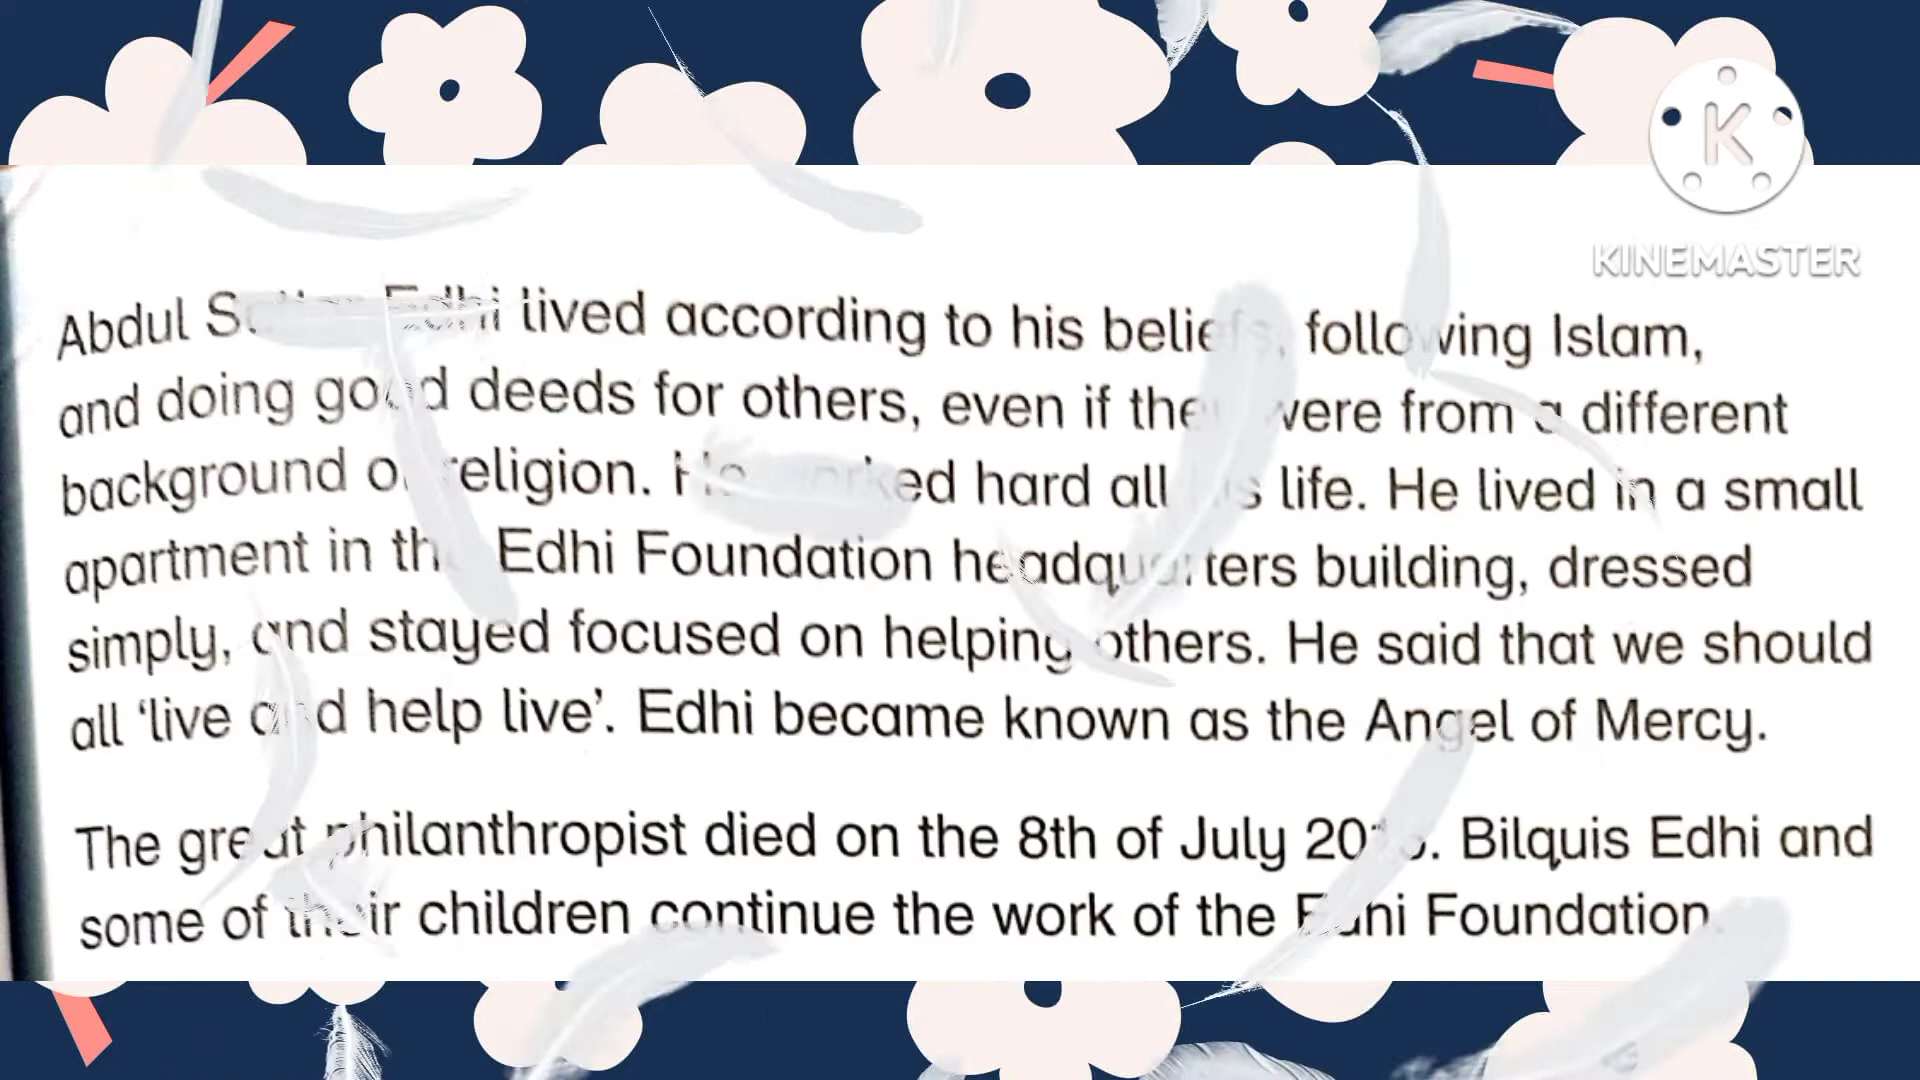 KINEMASTER
Abdul Sattar Edhi lived according to his beliefs, following Islam,
and doing good deeds for others, even if they were from a different
background or religion. He worked hard all his life. He lived in a small
apartment in the Edhi Foundation headquarters building, dressed
simply, and stayed focused on helping others. He said that we should
all ‘live and help live’. Edhi became known as the Angel of Mercy.
The great philanthropist died on the 8th of July 2016. Bilquis Edhi and
some of their children continue the work of the Edhi Foundation.